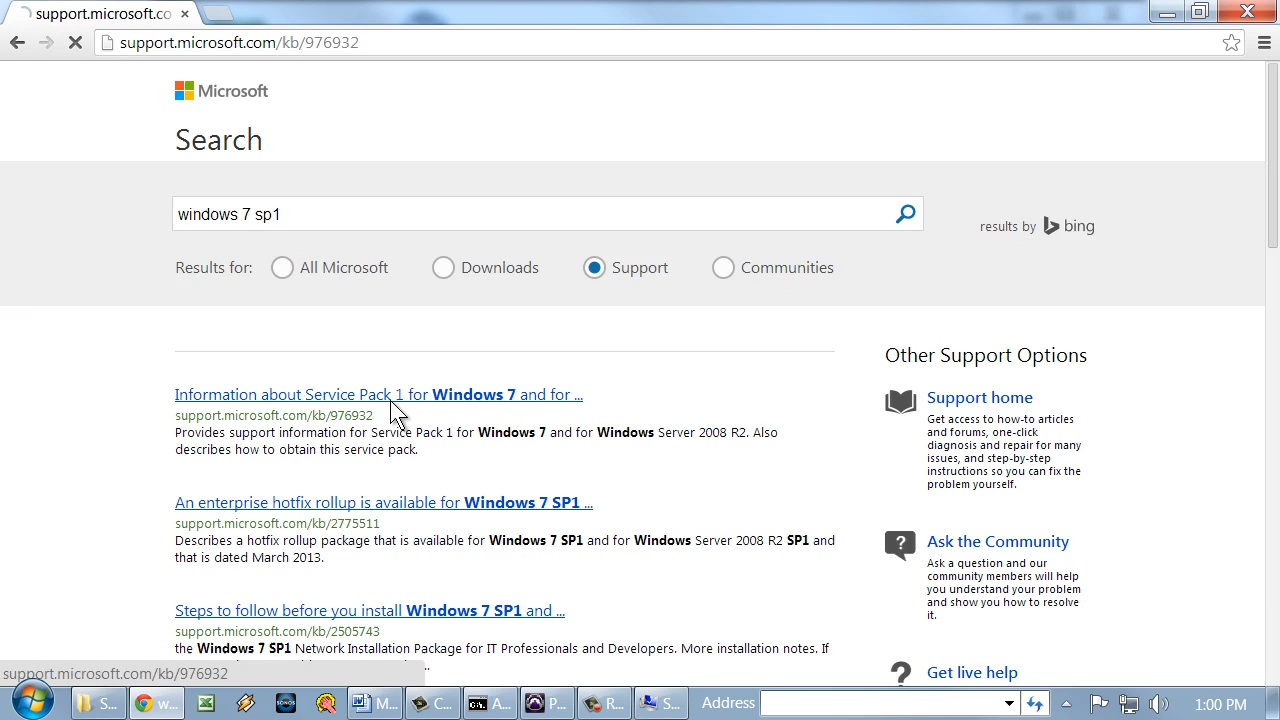 support.microsoft.co
support.microsoft.com/kb/976932
Microsoft
Search
windows 7 sp1
results by bing
Results for: All Microsoft Downloads Support Communities
Information about Service Pack 1 for Windows 7 and for ...
support.microsoft.com/kb/976932
Provides support information for Service Pack 1 for Windows 7 and for Windows Server 2008 R2. Also
describes how to obtain this service pack.
An enterprise hotfix rollup is available for Windows 7 SP1 ...
support.microsoft.com/kb/2775511
Describes a hotfix rollup package that is available for Windows 7 SP1 and for Windows Server 2008 R2 SP1 and
that is dated March 2013.
Steps to follow before you install Windows 7 SP1 and ...
support.microsoft.com/kb/2505743
the Windows 7 SP1 Network Installation Package for IT Professionals and Developers. More installation notes. If
Other Support Options
Support home
Get access to how-to articles
and forums, one-click
diagnosis and repair for many
issues, and step-by-step
instructions so you can fix the
problem yourself.
Ask the Community
Ask a question and our
community members will help
you understand your problem
and show you how to resolve
it.
Get live help
support.microsoft.com/kb/976932
S... w... M... C... A... P... R... S... Address 1:00 PM